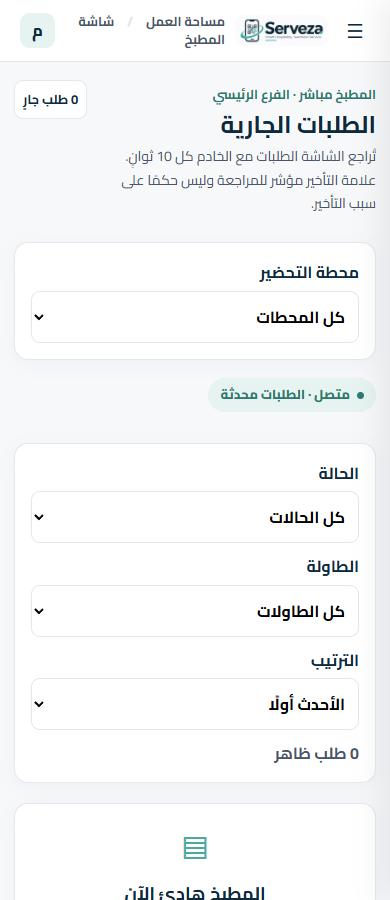 Serveza
مساحة العمل / شاشة
المطبخ
م
المطبخ مباشر · الفرع الرئيسي
0 طلب جارٍ
الطلبات الجارية
تُراجع الشاشة الطلبات مع الخادم كل 10 ثوانٍ.
علامة التأخير مؤشر للمراجعة وليس حكمًا على
سبب التأخير.
محطة التحضير
كل المحطات
متصل · الطلبات محدثة
الحالة
كل الحالات
الطاولة
كل الطاولات
الترتيب
الأحدث أولًا
0 طلب ظاهر
المطبخ هادئ الآن